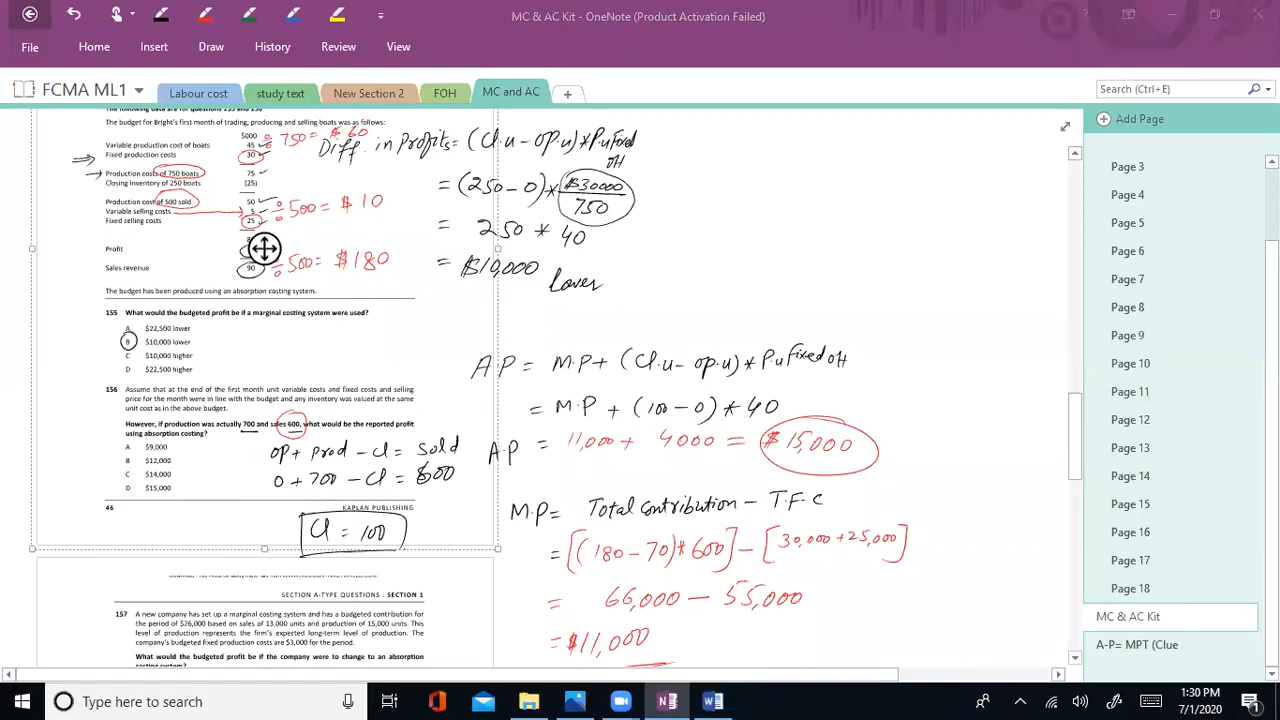 MC & AC Kit - OneNote (Product Activation Failed)
File Home Insert Draw History Review View
FCMA ML1 Labour cost study text New Section 2 FOH MC and AC
Search (Ctrl+E)
The budget for Bright's first month of trading, producing and selling boats was as follows:
$000
Variable production cost of boats 45 ÷ 750 = $60
Fixed production costs 30
Production costs of 750 boats 75
Closing inventory of 250 boats (25)
Production cost of 500 sold 50
Variable selling costs 5 ÷ 500 = $10
Fixed selling costs 25
Profit
Sales revenue 90 ÷ 500 = $180
The budget has been produced using an absorption costing system.
155 What would the budgeted profit be if a marginal costing system were used?
A $22,500 lower
B $10,000 lower
C $10,000 higher
D $22,500 higher
156 Assume that at the end of the first month unit variable costs and fixed costs and selling
price for the month were in line with the budget and any inventory was valued at the same
unit cost as in the above budget.
However, if production was actually 700 and sales 600, what would be the reported profit
using absorption costing?
A $9,000
B $12,000
C $14,000
D $15,000
op + prod - Cl = Sold
0 + 700 - Cl = 600
Cl = 100
46 KAPLAN PUBLISHING
SECTION A-TYPE QUESTIONS : SECTION 1
157 A new company has set up a marginal costing system and has a budgeted contribution for
the period of $26,000 based on sales of 13,000 units and production of 15,000 units. This
level of production represents the firm's expected long-term level of production. The
company's budgeted fixed production costs are $3,000 for the period.
What would the budgeted profit be if the company were to change to an absorption
costing system?
Diff. in Profits = (Cl.u - op.u) * P.u fixed
oH
= (250 - 0) * $30000
750
= 250 * 40
= $10,000 lower
A P = M.P + (Cl.u - op.u) * P.u fixed oH
= M.P + (100 - 0) * 40
A.P = 11,000 + 4000 = $15,000
M.P = Total Contribution - T.F.C
= [(180 - 70) * 600] - [30,000 + 25,000]
= 66,000 - 55,000
= $11,000
Add Page
Page 3
Page 4
Page 5
Page 6
Page 7
Page 8
Page 9
Page 10
Page 11
Page 12
Page 13
Page 14
Page 15
Page 16
Page 17
Page 18
MC & AC Kit
A-P= MPT (Clue
Type here to search
1:30 PM
7/1/2020
1